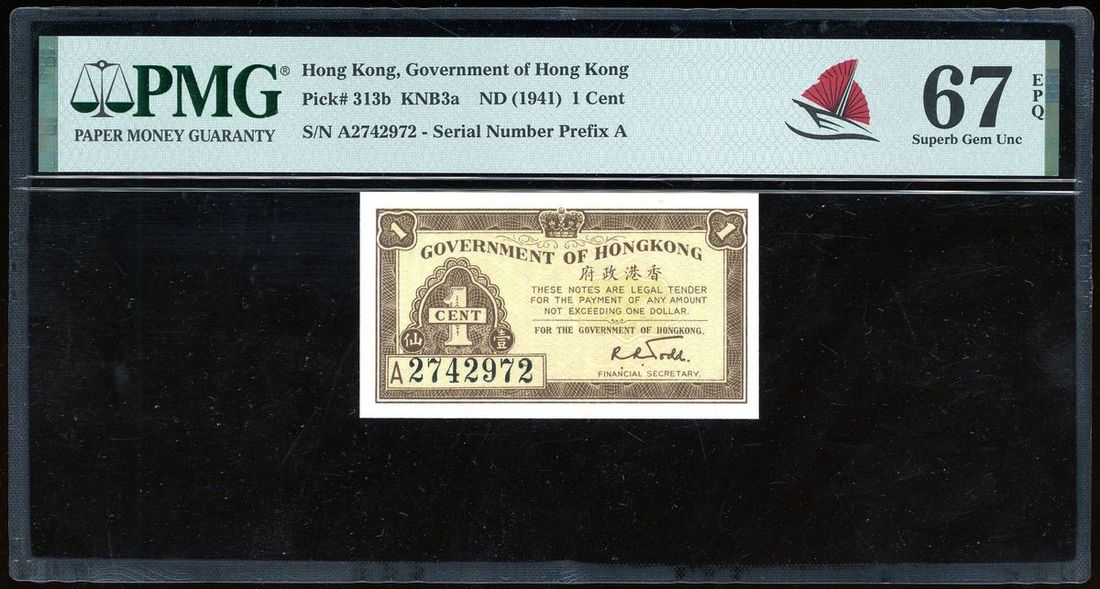 PMG®
PAPER MONEY GUARANTY
Hong Kong, Government of Hong Kong
Pick# 313b KNB3a ND (1941) 1 Cent
S/N A2742972 - Serial Number Prefix A
67
EPQ
Superb Gem Unc
1
1
GOVERNMENT OF HONGKONG
府政港香
THESE NOTES ARE LEGAL TENDER
FOR THE PAYMENT OF ANY AMOUNT
NOT EXCEEDING ONE DOLLAR.
FOR THE GOVERNMENT OF HONGKONG,
1
CENT
仙 壹
R.R.Todd.
FINANCIAL SECRETARY.
A 2742972